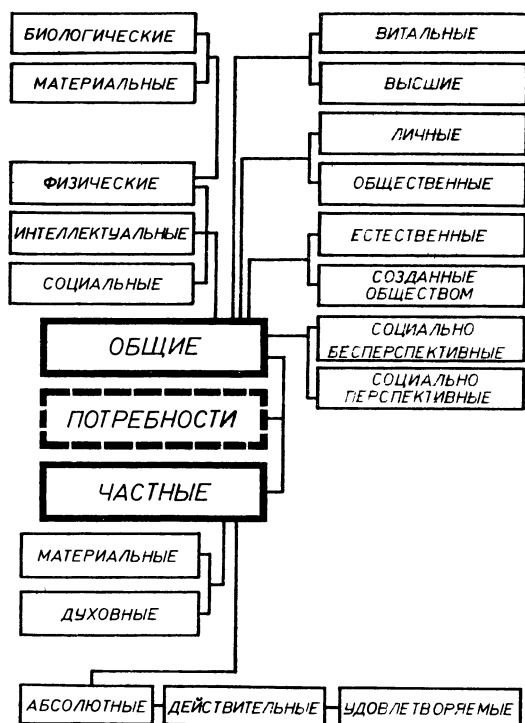 БИОЛОГИЧЕСКИЕ
МАТЕРИАЛЬНЫЕ
ФИЗИЧЕСКИЕ
ИНТЕЛЛЕКТУАЛЬНЫЕ
СОЦИАЛЬНЫЕ
ВИТАЛЬНЫЕ
ВЫСШИЕ
ЛИЧНЫЕ
ОБЩЕСТВЕННЫЕ
ЕСТЕСТВЕННЫЕ
СОЗДАННЫЕ
ОБЩЕСТВОМ
СОЦИАЛЬНО
БЕСПЕРСПЕКТИВНЫЕ
СОЦИАЛЬНО
ПЕРСПЕКТИВНЫЕ
ОБЩИЕ
ПОТРЕБНОСТИ
ЧАСТНЫЕ
МАТЕРИАЛЬНЫЕ
ДУХОВНЫЕ
АБСОЛЮТНЫЕ
ДЕЙСТВИТЕЛЬНЫЕ
УДОВЛЕТВОРЯЕМЫЕ